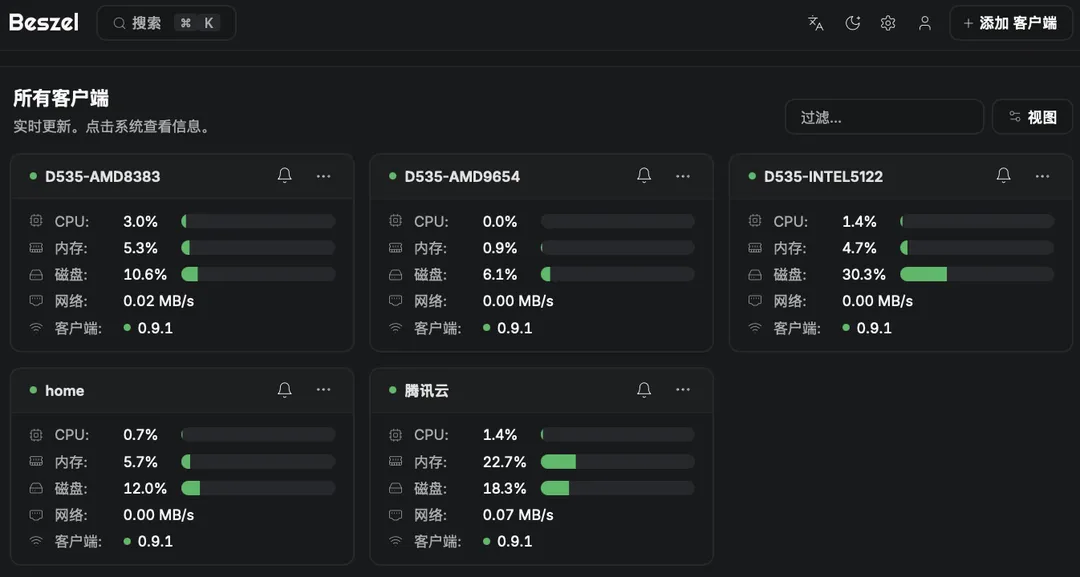 Beszel 搜索 ⌘ K + 添加 客户端
所有客户端
实时更新。点击系统查看信息。
过滤... 视图
D535-AMD8383
CPU: 3.0%
内存: 5.3%
磁盘: 10.6%
网络: 0.02 MB/s
客户端: 0.9.1
D535-AMD9654
CPU: 0.0%
内存: 0.9%
磁盘: 6.1%
网络: 0.00 MB/s
客户端: 0.9.1
D535-INTEL5122
CPU: 1.4%
内存: 4.7%
磁盘: 30.3%
网络: 0.00 MB/s
客户端: 0.9.1
home
CPU: 0.7%
内存: 5.7%
磁盘: 12.0%
网络: 0.00 MB/s
客户端: 0.9.1
腾讯云
CPU: 1.4%
内存: 22.7%
磁盘: 18.3%
网络: 0.07 MB/s
客户端: 0.9.1